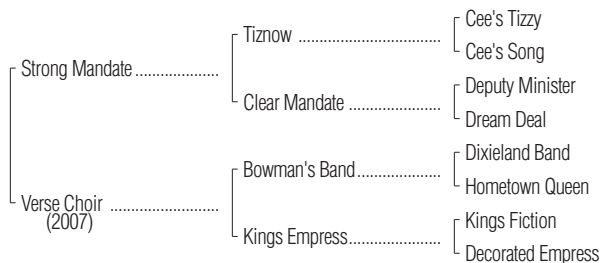 Cee's Tizzy
Tiznow ................................................
Cee's Song
Strong Mandate .....................
Deputy Minister
Clear Mandate .......................
Dream Deal
Dixieland Band
Bowman's Band .....................
Hometown Queen
Verse Choir ...........................
(2007)
Kings Fiction
Kings Empress.......................
Decorated Empress